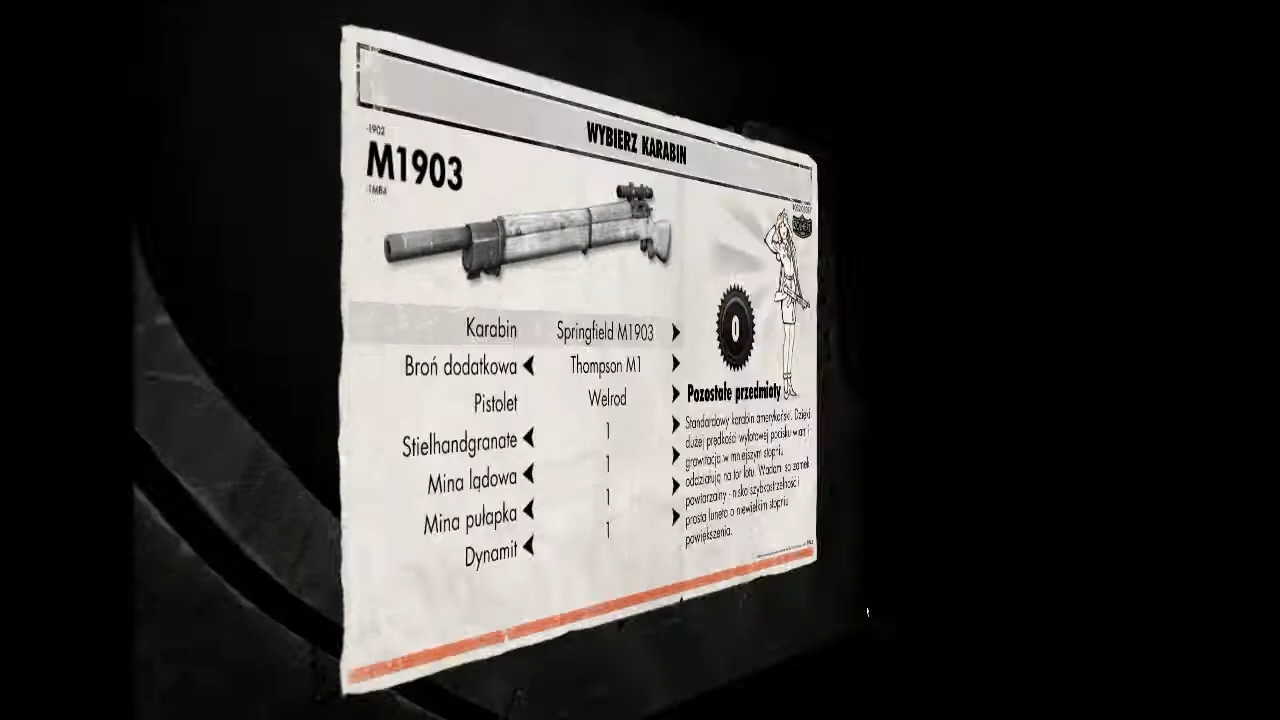 WYBIERZ KARABIN
-1902
M1903
Karabin Springfield M1903
Broń dodatkowa Thompson M1
Pistolet Welrod
Stielhandgranate 1
Mina lądowa 1
Mina pułapka 1
Dynamit 1
0
Pozostałe przedmioty
Standardowy karabin amerykański. Dzięki
dużej prędkości wylotowej pocisku wiatr i
grawitacja w mniejszym stopniu
oddziałują na tor lotu. Wadami są zamek
powtarzalny - niska szybkostrzelność i
prosta luneta o niewielkim stopniu
powiększenia.